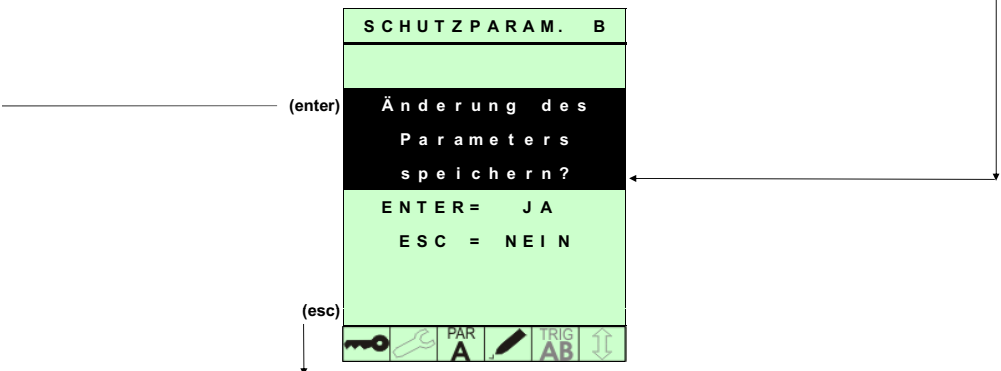 SCHUTZPARAM. B
(enter)
Änderung des
Parameters
speichern?
ENTER= JA
ESC = NEIN
(esc)
PAR
A
TRIG
AB